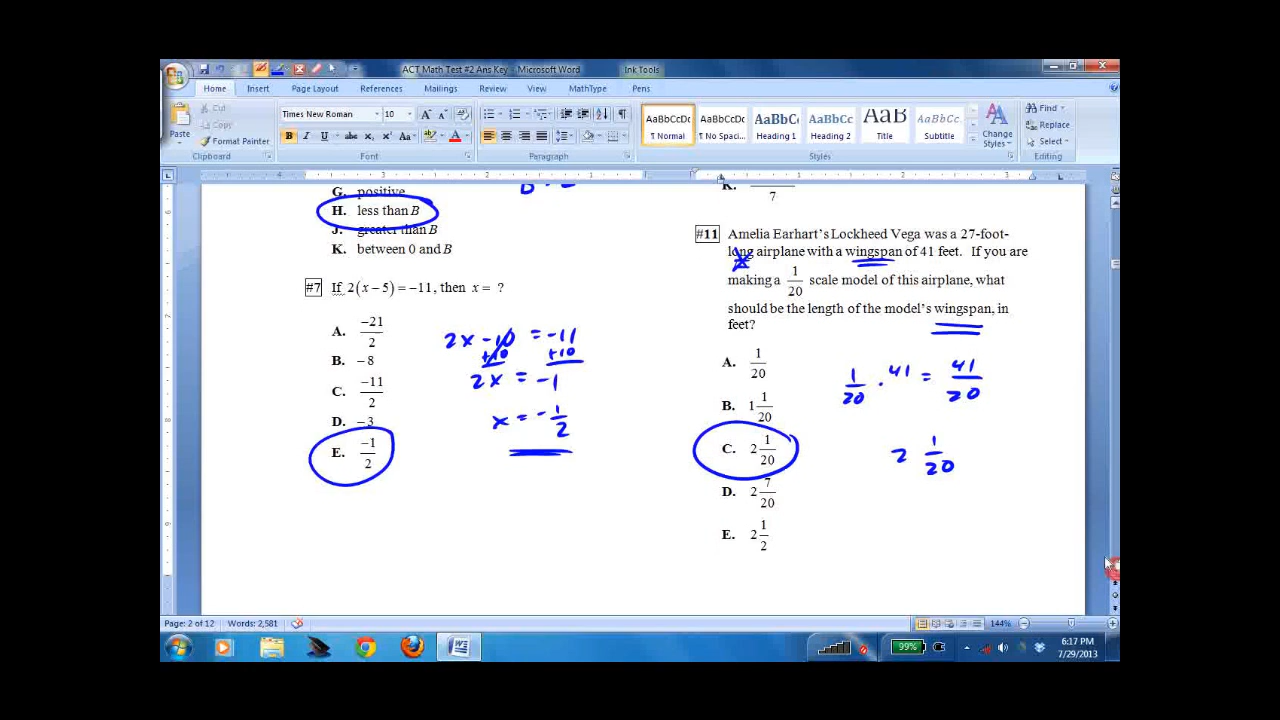 ACT Math Test #2 Ans Key - Microsoft Word
Ink Tools
Home Insert Page Layout References Mailings Review View MathType Pens
Paste
Cut
Copy
Format Painter
Clipboard
Times New Roman 10
Font
Paragraph
AaBbCcDc AaBbCcDc AaBbC AaBbCc AaB AaBbCc
¶ Normal ¶ No Spaci... Heading 1 Heading 2 Title Subtitle
Change Styles
Styles
Find
Replace
Select
Editing
G. positive
H. less than B
J. greater than B
K. between 0 and B
#7 If 2(x − 5) = −11, then x = ?
A. −21/2
B. −8
C. −11/2
D. −3
E. −1/2
2x − 10 = −11
+10 +10
2x = −1
x = −1/2
K.
7
#11 Amelia Earhart's Lockheed Vega was a 27-foot-
long airplane with a wingspan of 41 feet. If you are
making a 1/20 scale model of this airplane, what
should be the length of the model's wingspan, in
feet?
A. 1/20
B. 1 1/20
C. 2 1/20
D. 2 7/20
E. 2 1/2
1/20 · 41 = 41/20
2 1/20
Page: 2 of 12 Words: 2,581 144%
99%
6:17 PM
7/29/2013